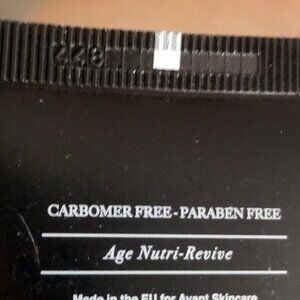 CARBOMER FREE - PARABEN FREE
Age Nutri-Revive
Made in the EU for Avant Skincare